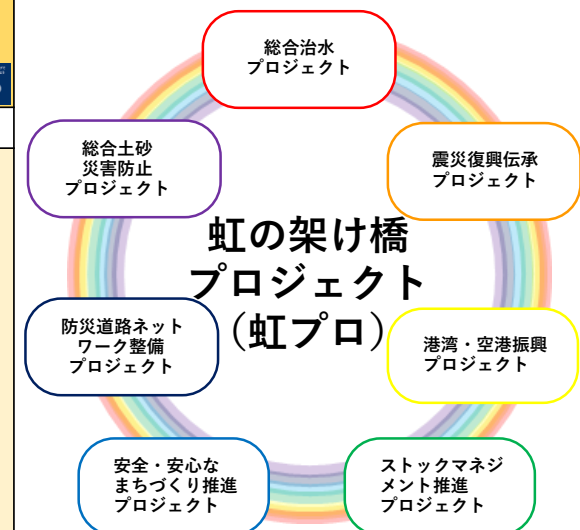 総合治水
プロジェクト
総合土砂
災害防止
プロジェクト
震災復興伝承
プロジェクト
虹の架け橋
プロジェクト
（虹プロ）
防災道路ネット
ワーク整備
プロジェクト
港湾・空港振興
プロジェクト
安全・安心な
まちづくり推進
プロジェクト
ストックマネジ
メント推進
プロジェクト